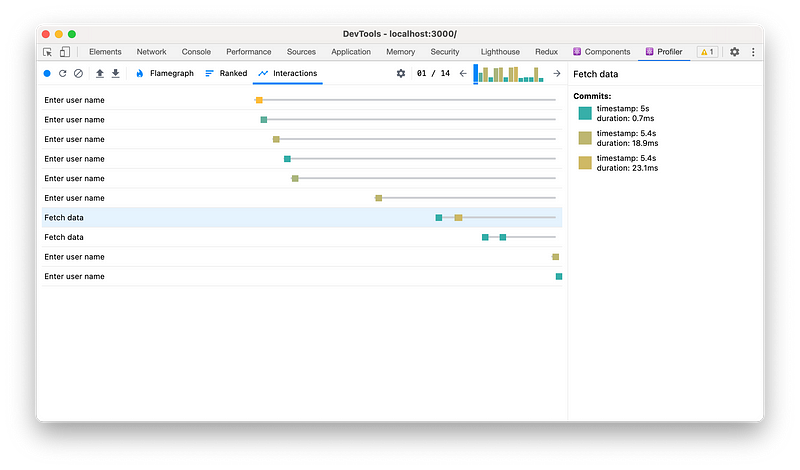 DevTools - localhost:3000/
Elements Network Console Performance Sources Application Memory Security Lighthouse Redux Components Profiler 1
Flamegraph Ranked Interactions 01 / 14 Fetch data
Commits:
timestamp: 5s
duration: 0.7ms
timestamp: 5.4s
duration: 18.9ms
timestamp: 5.4s
duration: 23.1ms
Enter user name
Enter user name
Enter user name
Enter user name
Enter user name
Enter user name
Fetch data
Fetch data
Enter user name
Enter user name